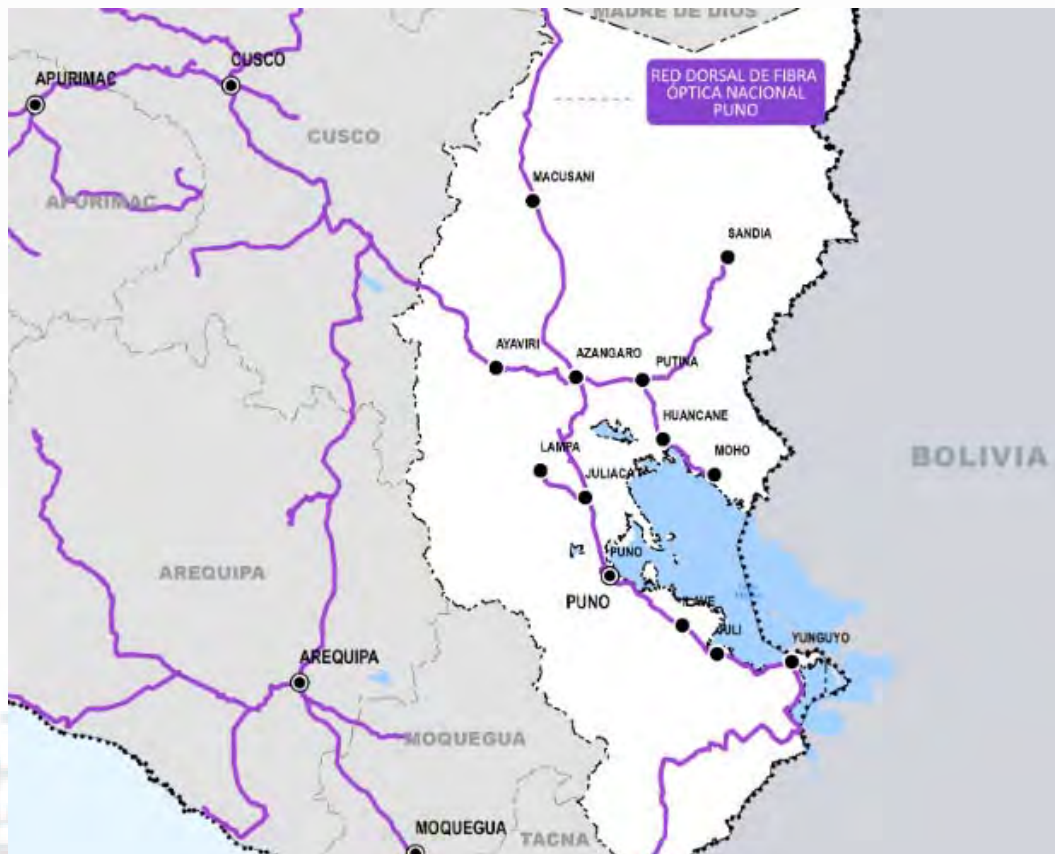 MADRE DE DIOS
CUSCO
APURIMAC
RED DORSAL DE FIBRA
ÓPTICA NACIONAL
PUNO
CUSCO
MACUSANI
APURIMAC
SANDIA
AYAVIRI
AZANGARO
PUTINA
HUANCANE
LAMPA
MOHO
BOLIVIA
JULIACA
PUNO
AREQUIPA
PUNO
ILAVE
JULI
YUNGUYO
AREQUIPA
MOQUEGUA
MOQUEGUA
TACNA